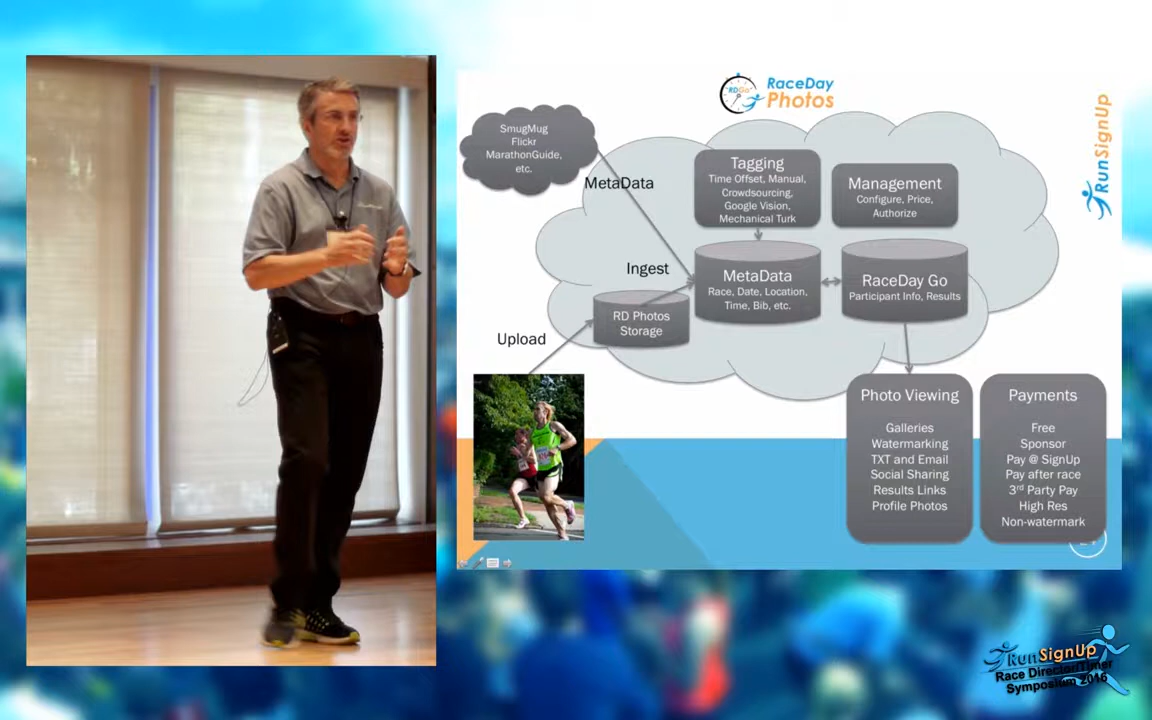 RDGo
RaceDay
Photos
RunSignUp
SmugMug
Flickr
MarathonGuide,
etc.
MetaData
Tagging
Time Offset, Manual,
Crowdsourcing,
Google Vision,
Mechanical Turk
Management
Configure, Price,
Authorize
Ingest
MetaData
Race, Date, Location,
Time, Bib, etc.
RaceDay Go
Participant Info, Results
RD Photos
Storage
Upload
Photo Viewing
Galleries
Watermarking
TXT and Email
Social Sharing
Results Links
Profile Photos
Payments
Free
Sponsor
Pay @ SignUp
Pay after race
3rd Party Pay
High Res
Non-watermark
RunSignUp
Race Director/Timer
Symposium 2016